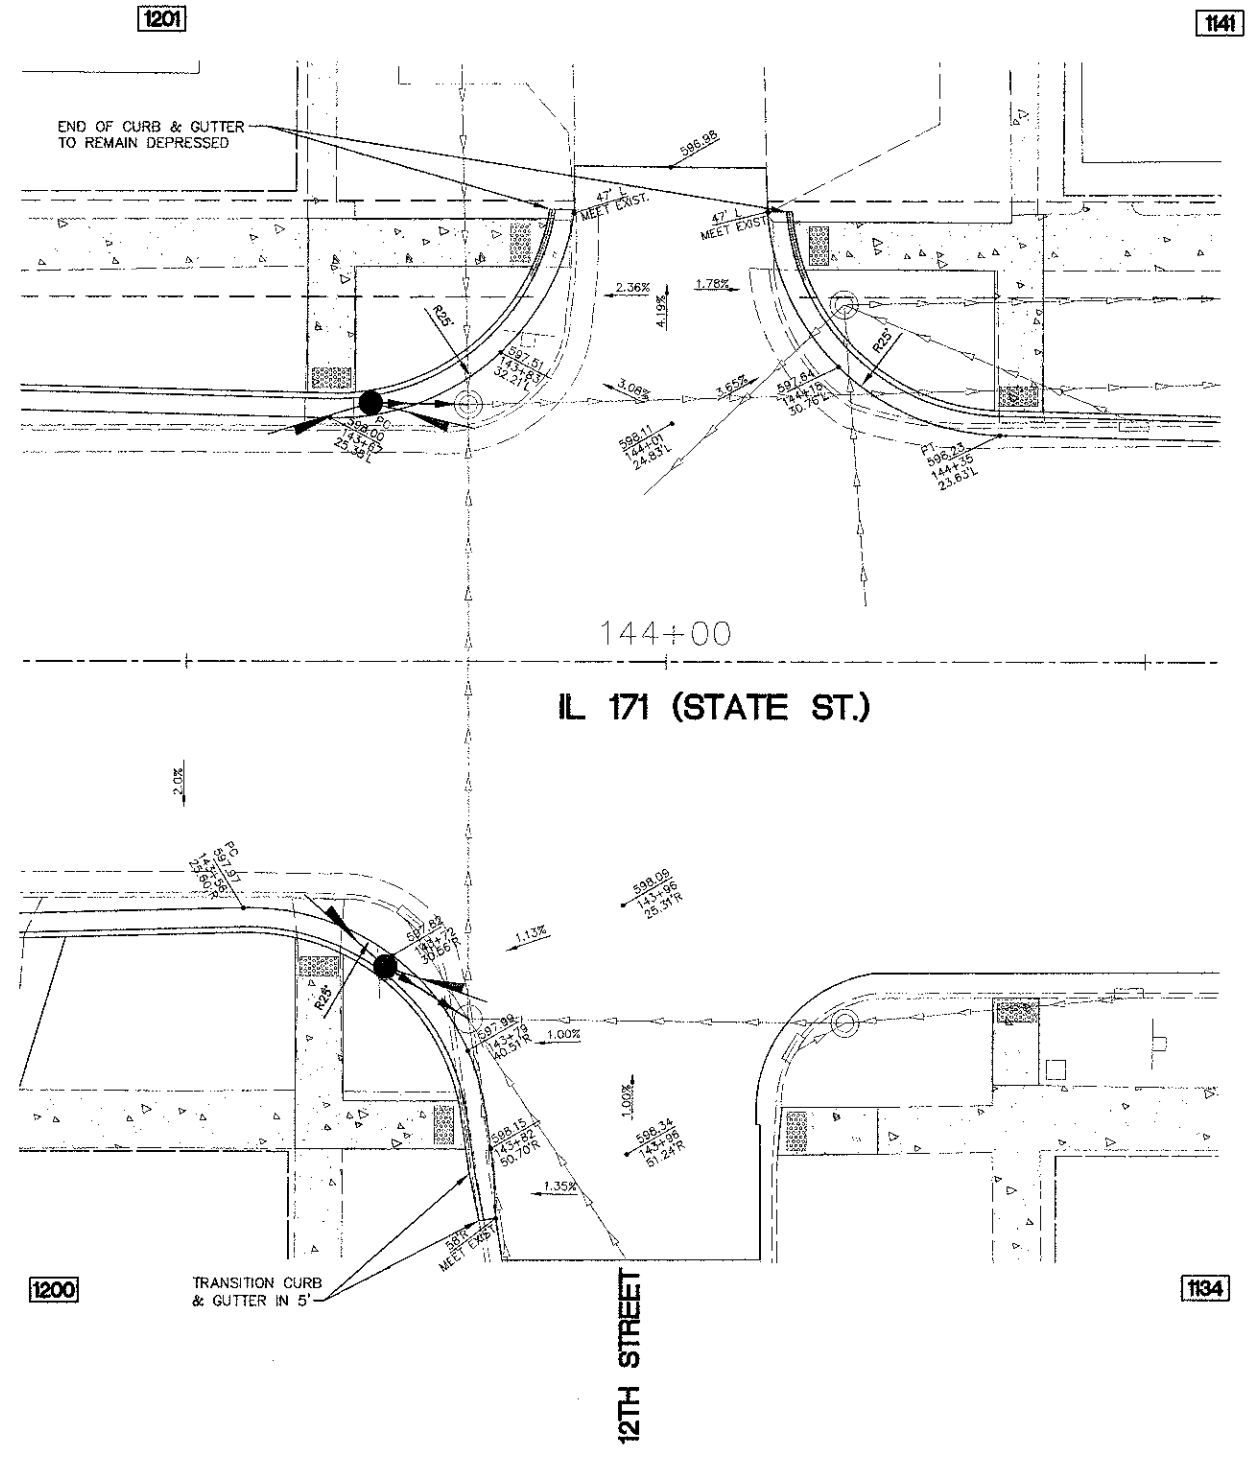 1201
1141
END OF CURB & GUTTER
TO REMAIN DEPRESSED
596.98
47' L
MEET EXIST.
47' L
MEET EXIST.
2.36%
1.78%
4.19%
R25'
597.51
143+83
32.21'L
R25'
3.08%
3.65%
597.64
144+18
30.76'L
PC
598.00
143+67
25.38'L
598.11
144+01
24.83'L
PT
598.23
144+35
23.63'L
144+00
IL 171 (STATE ST.)
2.0%
PC
597.97
143+56
25.60'R
598.09
143+96
25.31'R
597.82
143+72
30.56'R
1.13%
R25'
597.99
143+79
40.51'R
1.00%
1.00%
598.15
143+82
50.70'R
598.34
143+96
51.24'R
1.35%
58'R
MEET EXIST.
TRANSITION CURB
& GUTTER IN 5'
1200
1134
12TH STREET